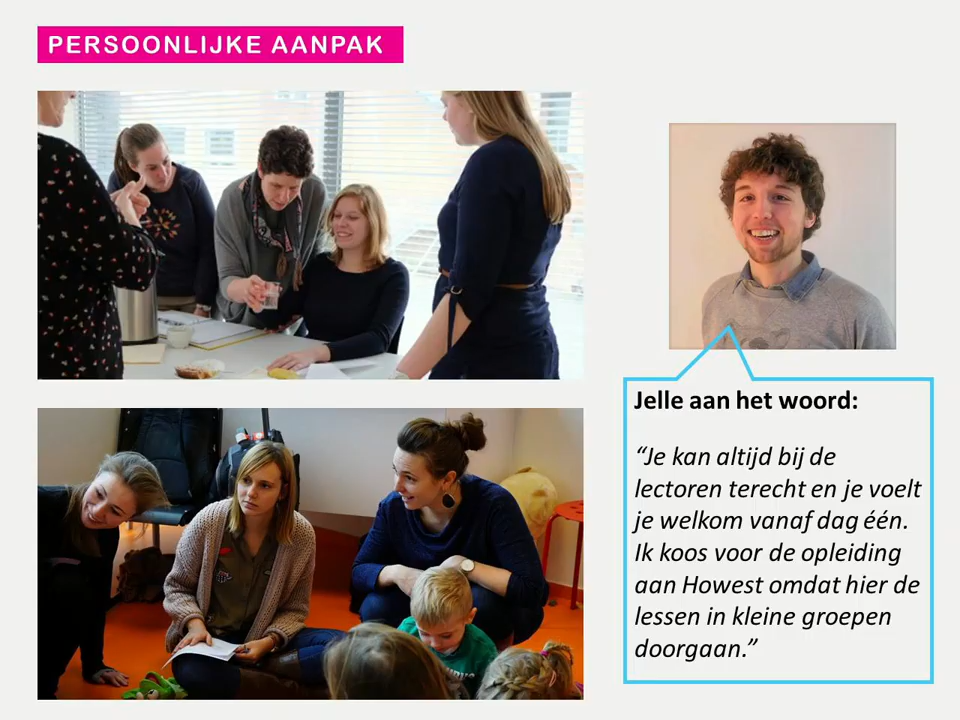 PERSOONLIJKE AANPAK
Jelle aan het woord:
“Je kan altijd bij de
lectoren terecht en je voelt
je welkom vanaf dag één.
Ik koos voor de opleiding
aan Howest omdat hier de
lessen in kleine groepen
doorgaan.”